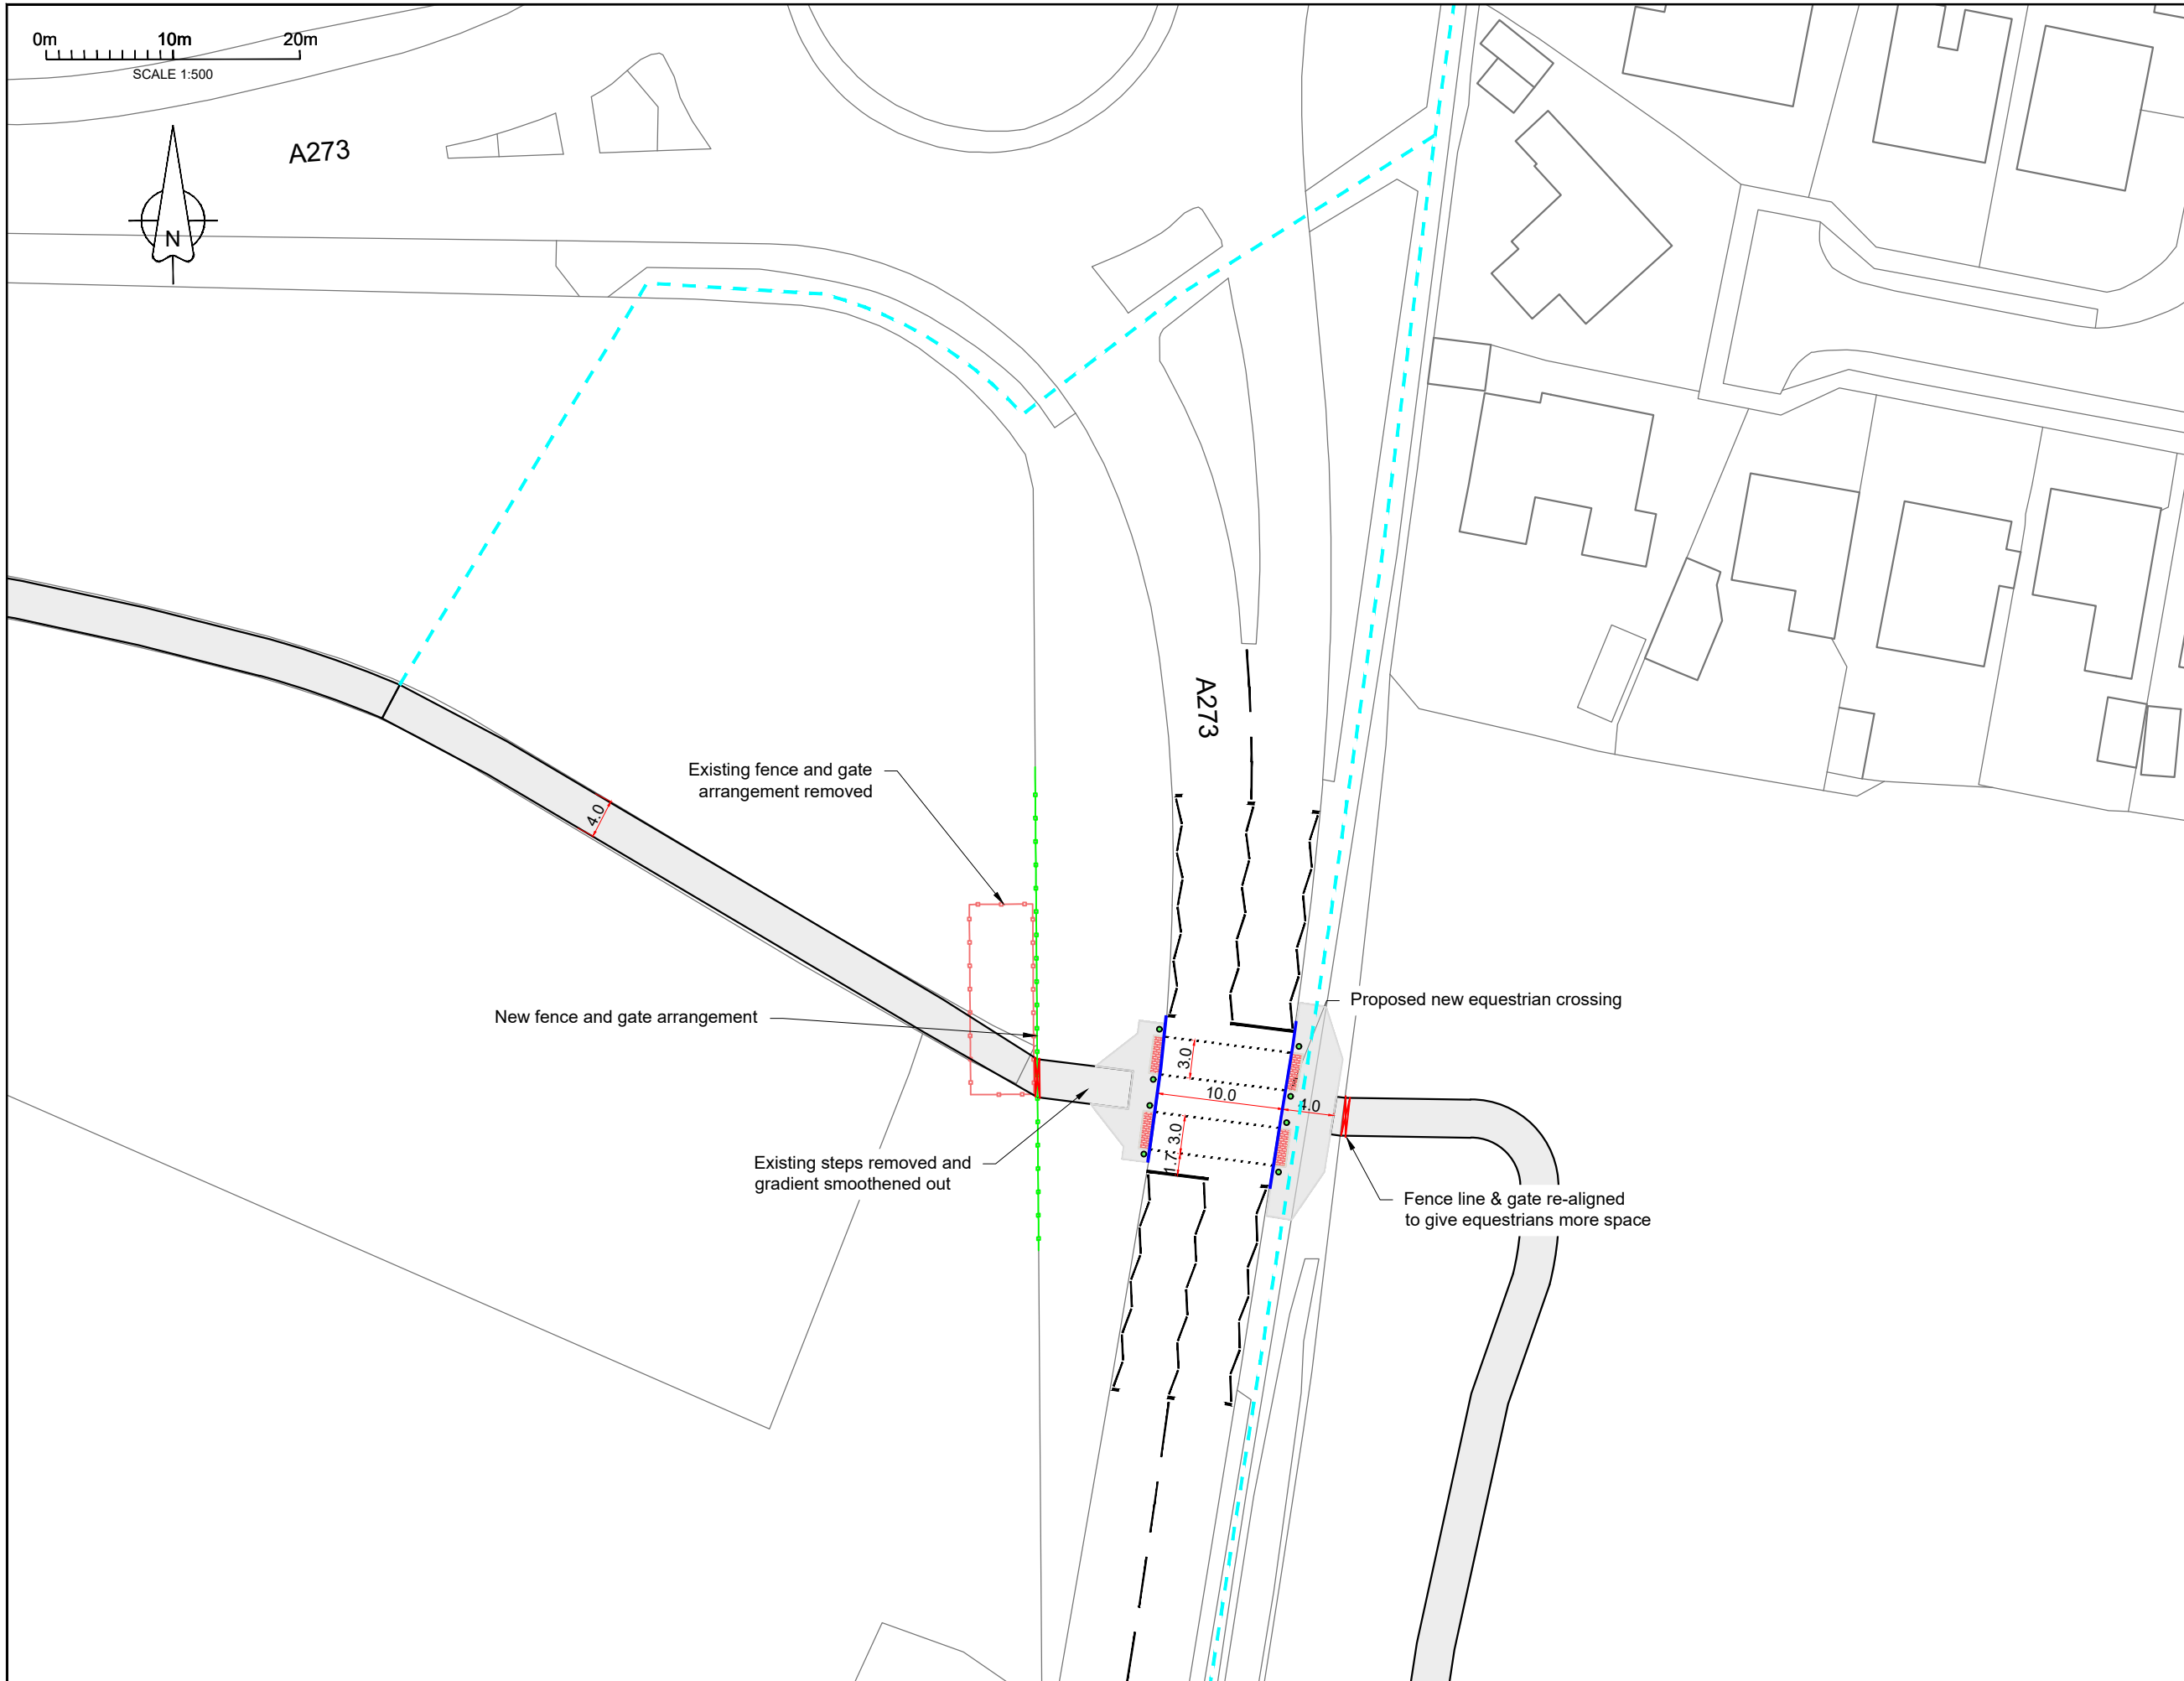 0m 10m 20m
SCALE 1:500
A273
N
A273
Existing fence and gate
arrangement removed
4.0
New fence and gate arrangement
Proposed new equestrian crossing
3.0
10.0
4.0
3.0
1.7
Existing steps removed and
gradient smoothened out
Fence line & gate re-aligned
to give equestrians more space